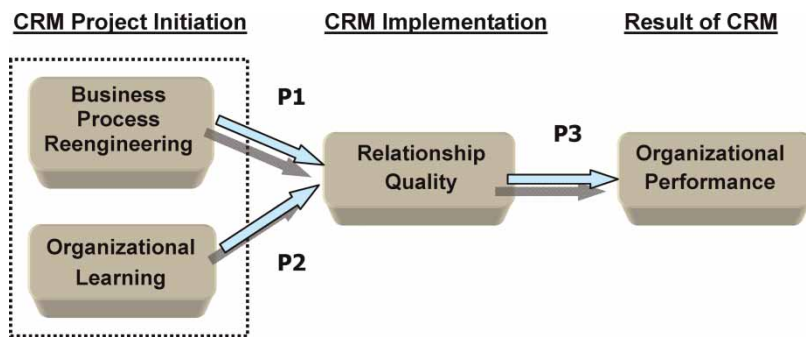 CRM Project Initiation
CRM Implementation
Result of CRM
Business
Process
Reengineering
P1
Relationship
Quality
P3
Organizational
Performance
Organizational
Learning
P2